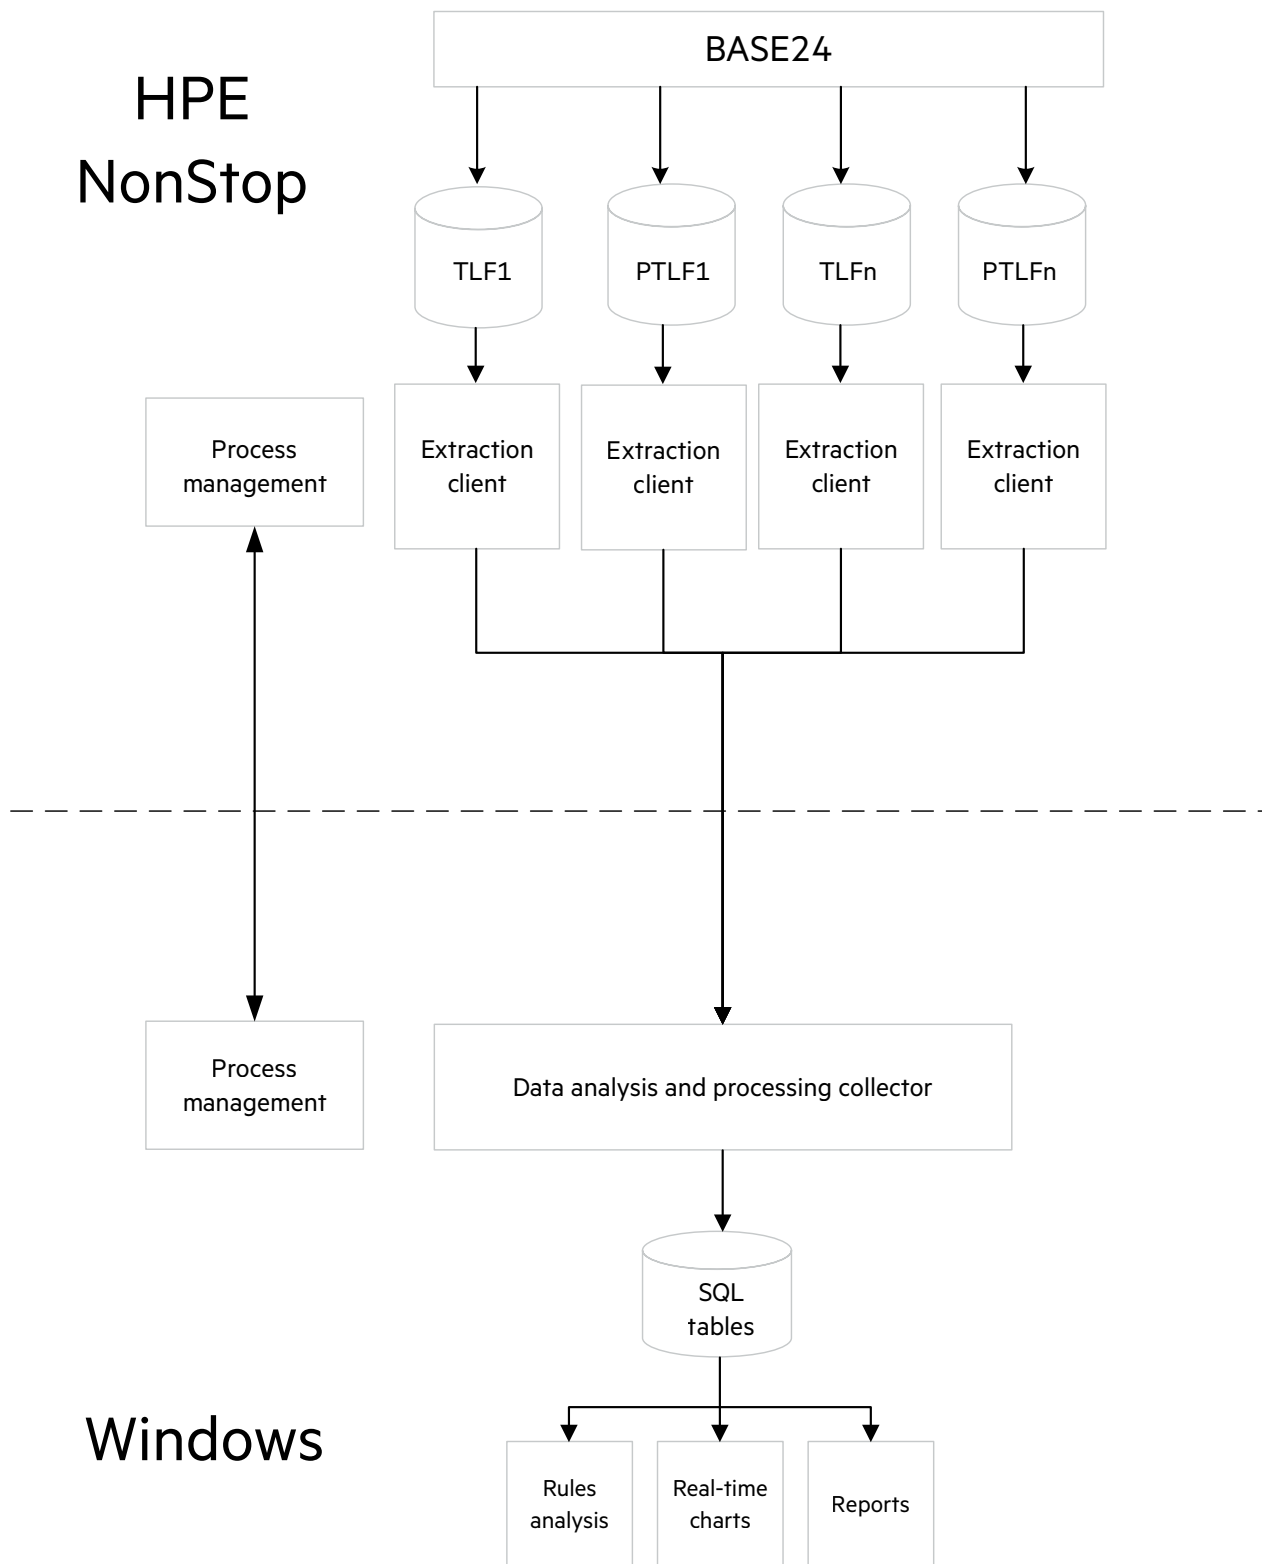 BASE24
HPE
NonStop
TLF1
PTLF1
TLFn
PTLFn
Process
management
Extraction
client
Extraction
client
Extraction
client
Extraction
client
Process
management
Data analysis and processing collector
SQL
tables
Windows
Rules
analysis
Real-time
charts
Reports